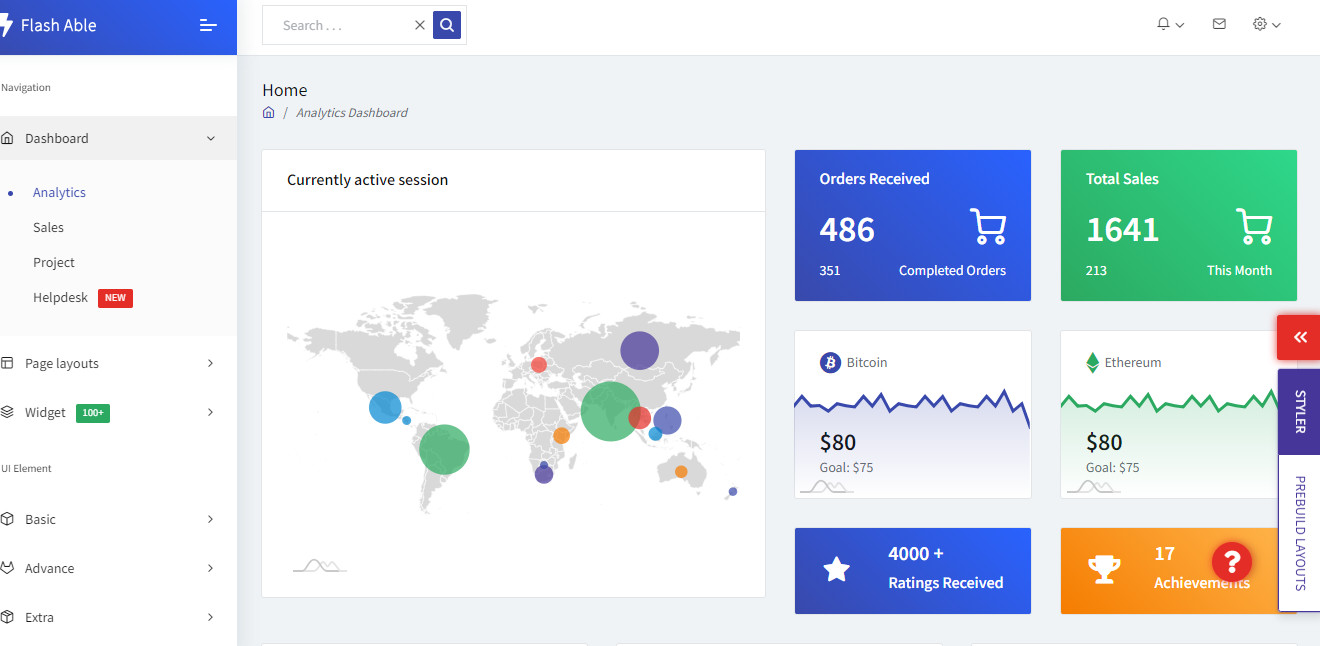 Flash Able
Search . . .
Navigation
Dashboard
Analytics
Sales
Project
Helpdesk NEW
Page layouts
Widget 100+
UI Element
Basic
Advance
Extra
Home
/ Analytics Dashboard
Currently active session
Orders Received
486
351 Completed Orders
Total Sales
1641
213 This Month
Bitcoin
$80
Goal: $75
Ethereum
$80
Goal: $75
4000 +
Ratings Received
17
Achievements
?
STYLER
PREBUILD LAYOUTS